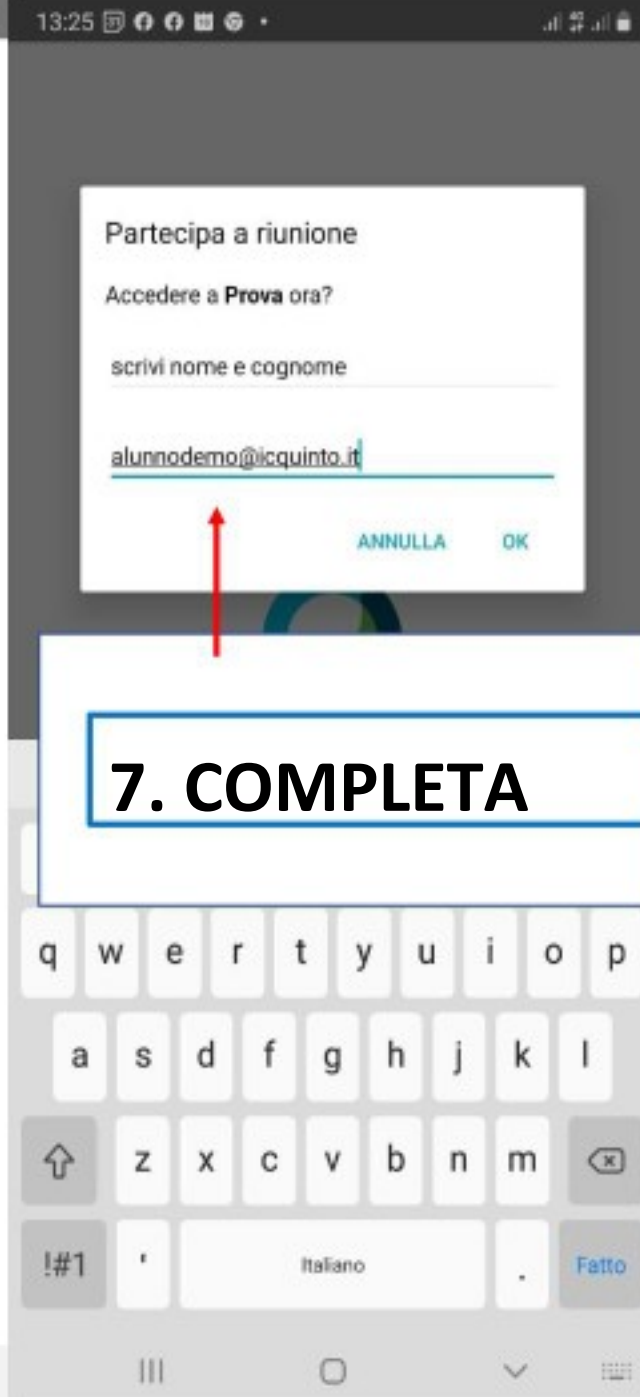 13:25
Partecipa a riunione
Accedere a Prova ora?
scrivi nome e cognome
alunnodemo@icquinto.it
ANNULLA OK
7. COMPLETA
q w e r t y u i o p
a s d f g h j k l
z x c v b n m
!#1 ' Italiano . Fatto